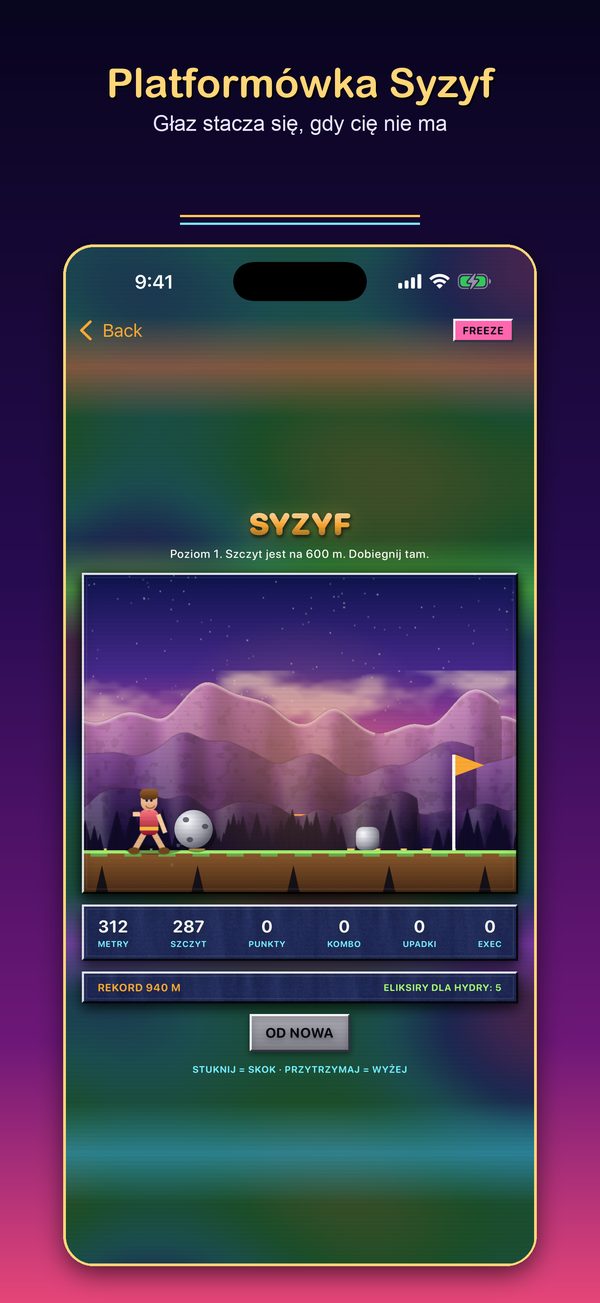 Platformówka Syzyf
Głaz stacza się, gdy cię nie ma
9:41
Back
FREEZE
SYZYF
Poziom 1. Szczyt jest na 600 m. Dobiegnij tam.
312 287 0 0 0 0
METRY SZCZYT PUNKTY KOMBO UPADKI EXEC
REKORD 940 M ELIKSIRY DLA HYDRY: 5
OD NOWA
STUKNIJ = SKOK · PRZYTRZYMAJ = WYŻEJ